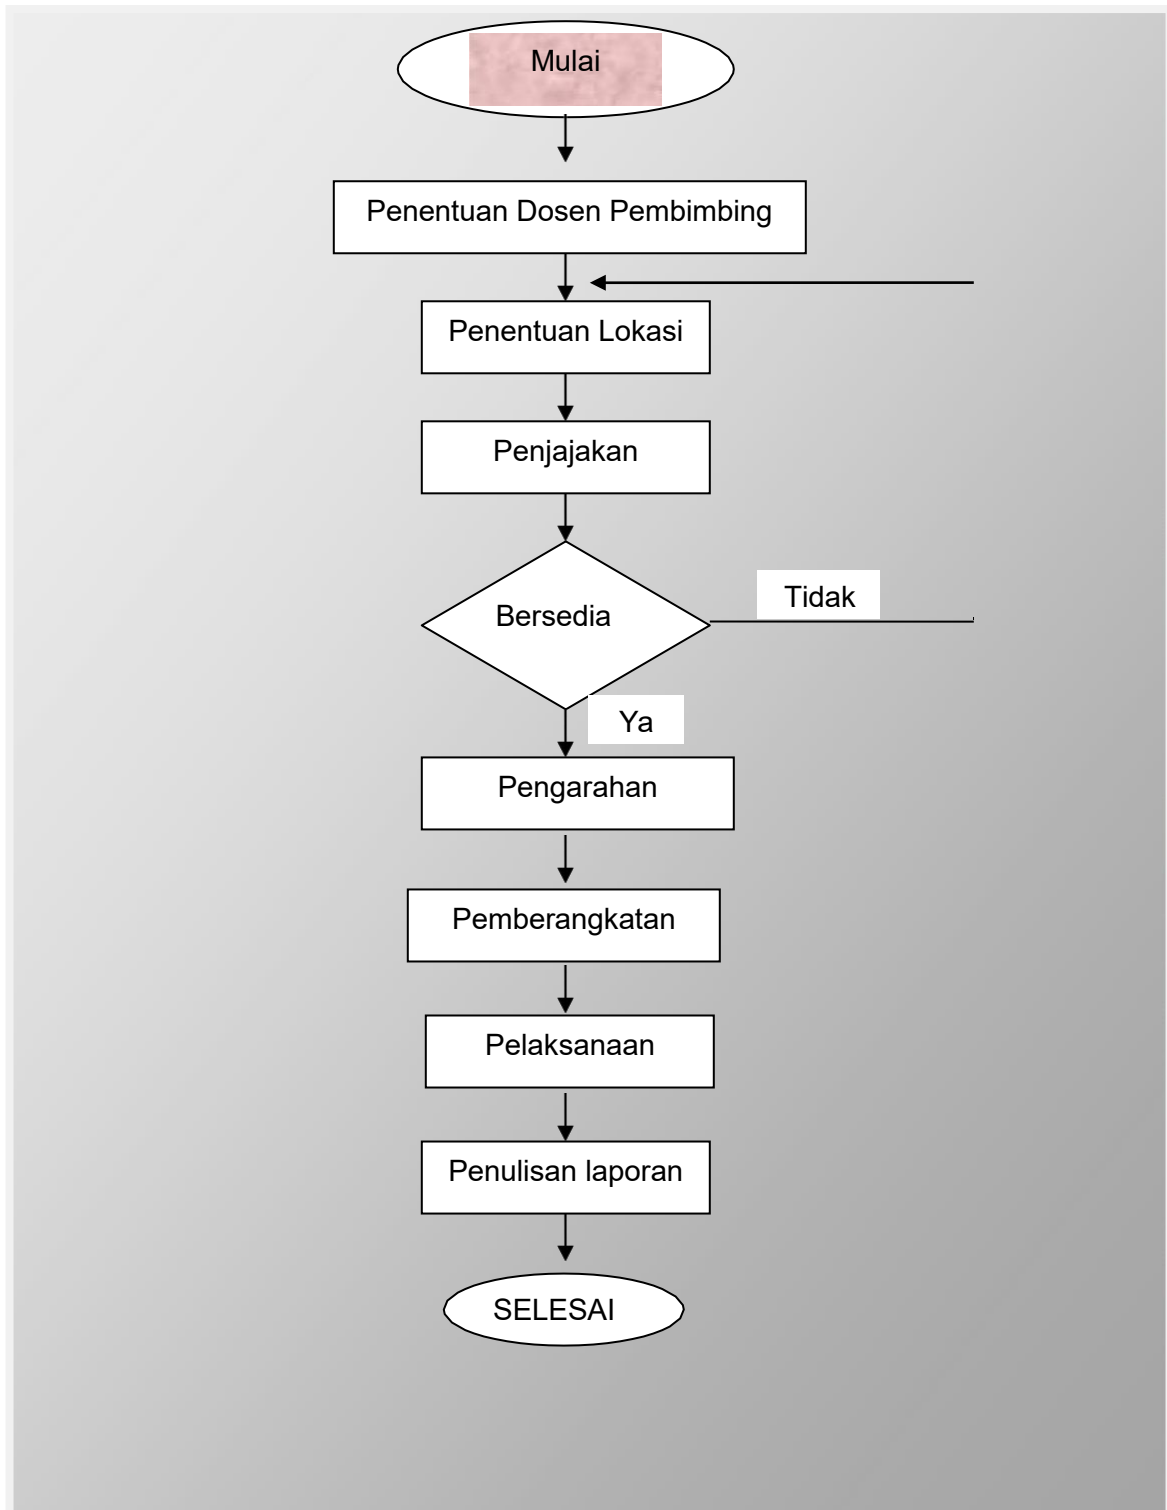 Mulai
Penentuan Dosen Pembimbing
Penentuan Lokasi
Penjajakan
Bersedia
Tidak
Ya
Pengarahan
Pemberangkatan
Pelaksanaan
Penulisan laporan
SELESAI